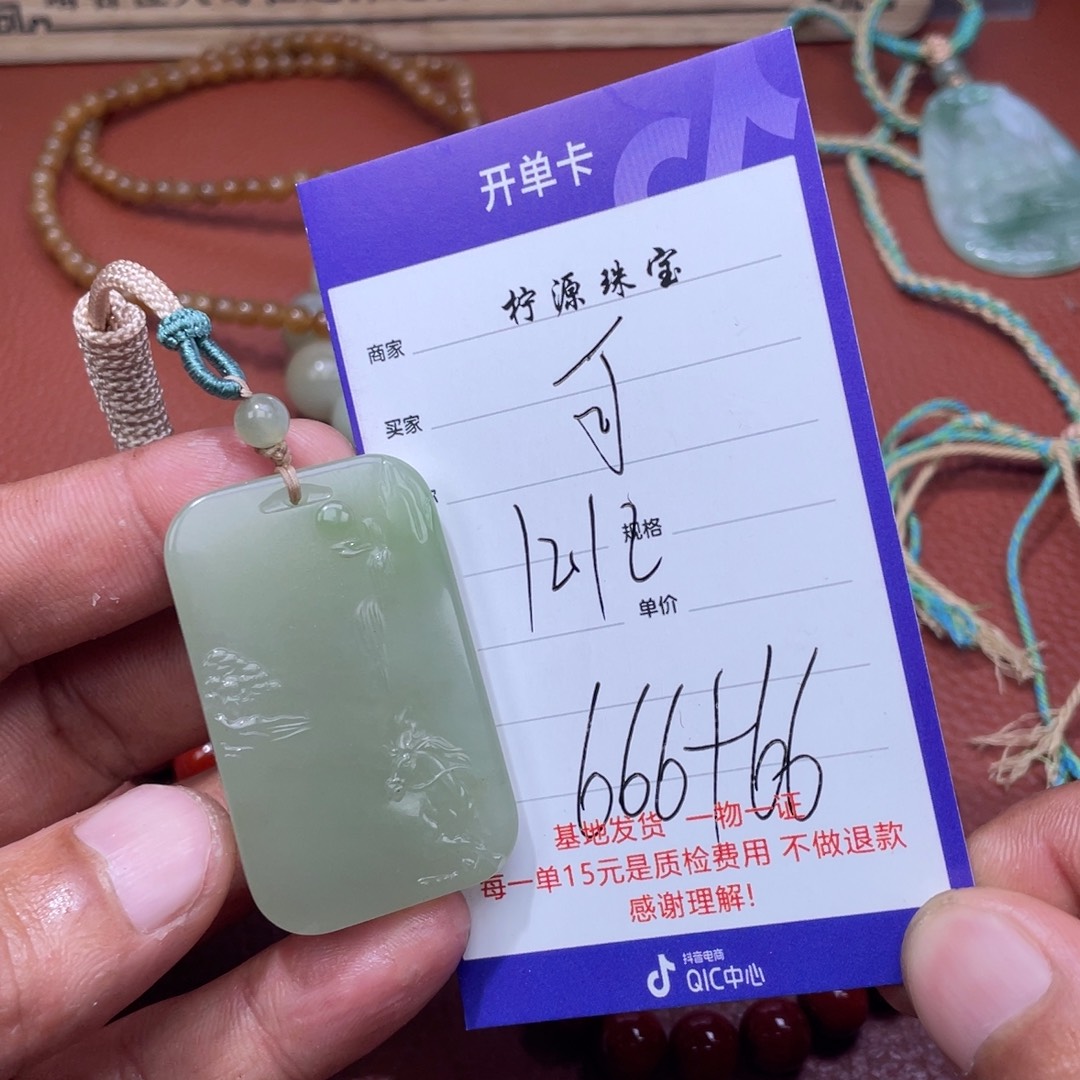 开单卡
柠源珠宝
商家
买家
百
规格
1212
单价
666+66
基地发货 一物一证
每一单15元是质检费用 不做退款
感谢理解!
抖音电商
QIC中心